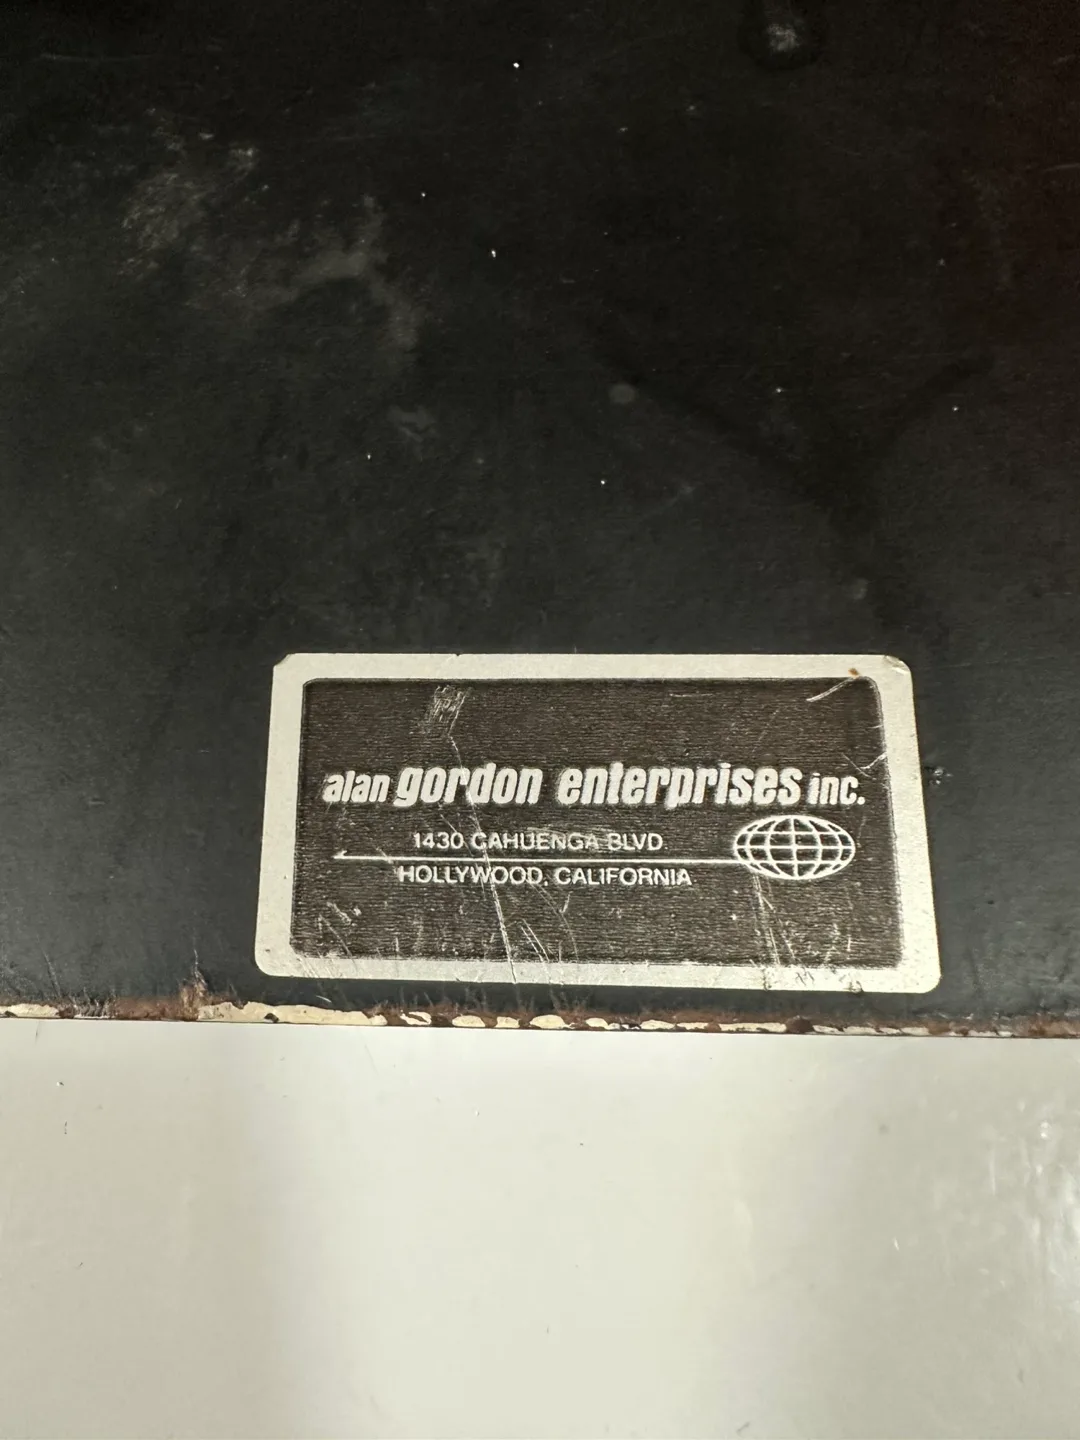 alan gordon enterprises inc.
1430 CAHUENGA BLVD
HOLLYWOOD, CALIFORNIA